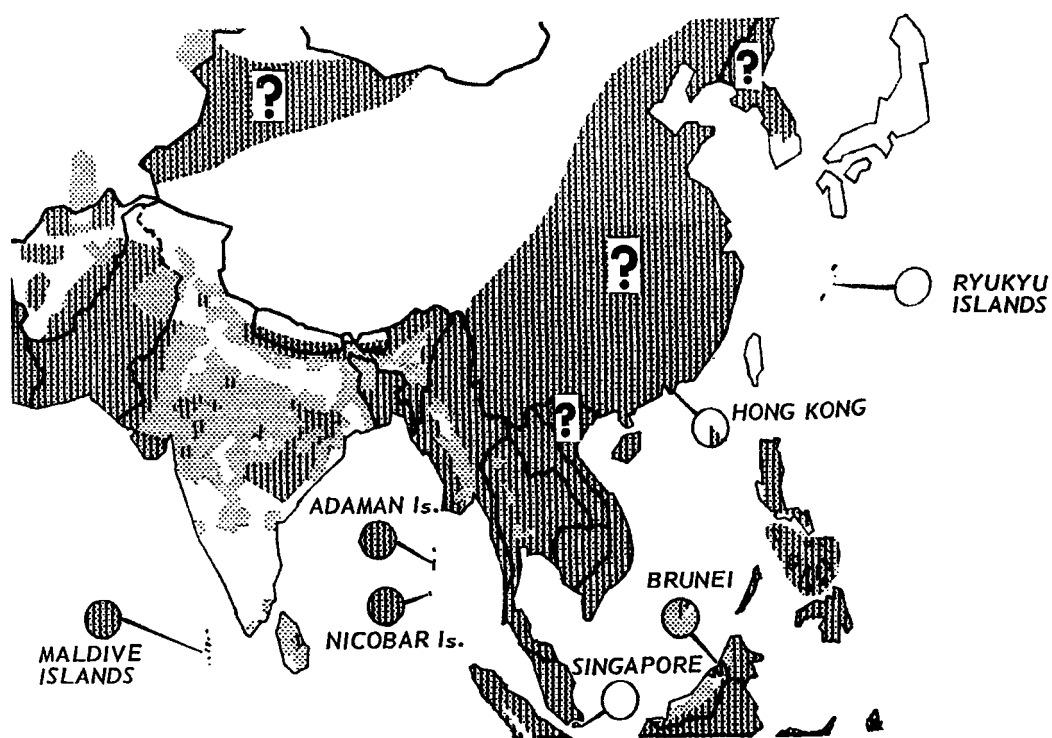 ?
?
?
RYUKYU
ISLANDS
?
HONG KONG
ADAMAN Is.
BRUNEI
NICOBAR Is.
MALDIVE
ISLANDS
SINGAPORE